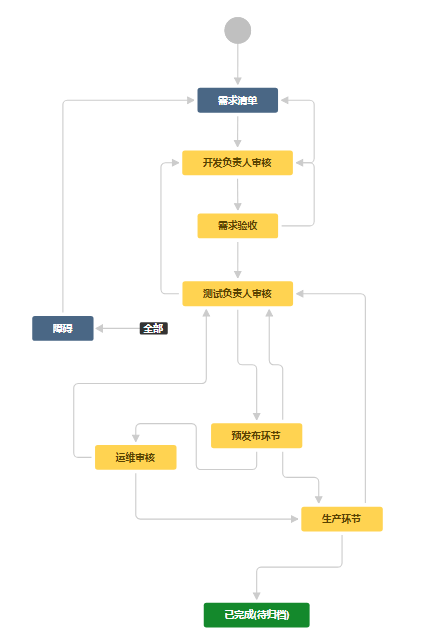 需求清单
开发负责人审核
需求验收
测试负责人审核
障碍
全部
预发布环节
运维审核
生产环节
已完成(待归档)